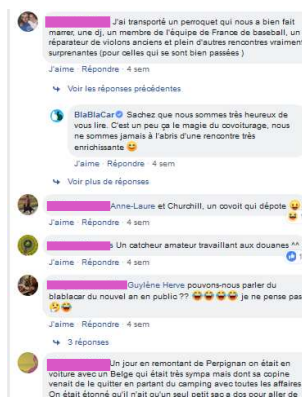 J'ai transporté un perroquet qui nous a bien fait
marrer, une dj, un membre de l'équipe de France de baseball, un
réparateur de violons anciens et plein d'autres rencontres vraiment
surprenantes (pour celles qui se sont bien passées )
J'aime · Répondre · 4 sem
Voir les réponses précédentes
BlaBlaCar Sachez que nous sommes très heureux de
vous lire. C'est un peu ça le magie du covoiturage, nous
ne sommes jamais à l'abris d'une rencontre très
enrichissante 😊
J'aime · Répondre · 4 sem
Voir plus de réponses
Anne-Laure et Churchill, un covoit qui dépote 😛
J'aime · Répondre · 4 sem
Un catcheur amateur travaillant aux douanes ^^
J'aime · Répondre · 4 sem
Guylène Herve pouvons-nous parler du
blablacar du nouvel an en public ?? 😂😂😂😂 je ne pense pas
🤔😂
J'aime · Répondre · 4 sem
3 réponses
Un jour en remontant de Perpignan on était en
voiture avec un Belge qui était très sympa mais dont sa copine
venait de le quitter en partant du camping avec toutes les affaires
On était étonné qu'il n'ait qu'un seul petit sac a dos pour aller de